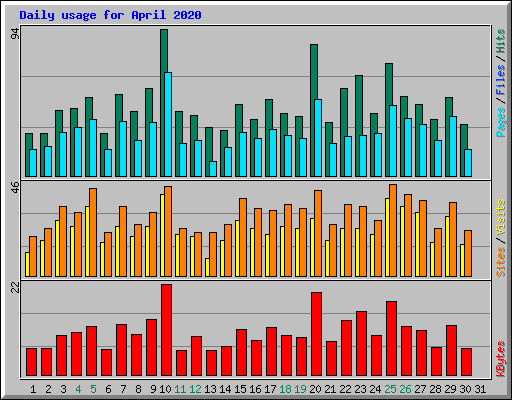 Daily usage for April 2020
94
46
22
Pages / Files / Hits
Sites / Visits
KBytes
1 2 3 4 5 6 7 8 9 10 11 12 13 14 15 16 17 18 19 20 21 22 23 24 25 26 27 28 29 30 31